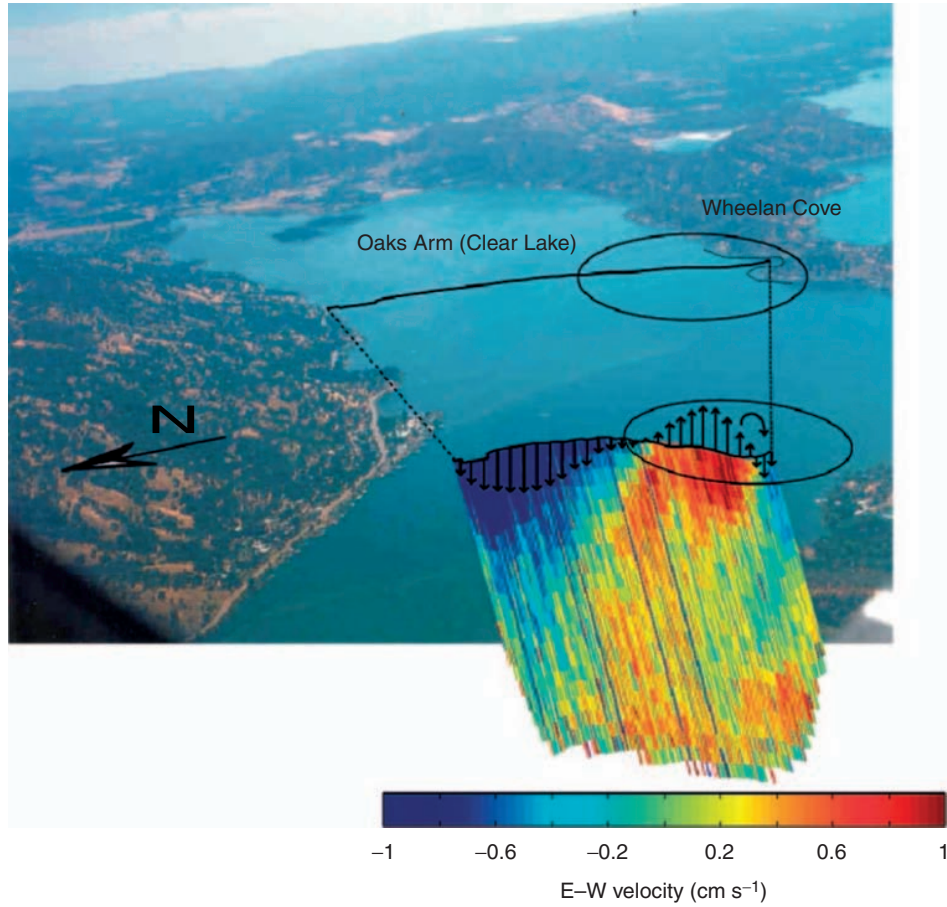 Wheelan Cove
Oaks Arm (Clear Lake)
N
−1 −0.6 −0.2 0.2 0.6 1
E–W velocity (cm s⁻¹)